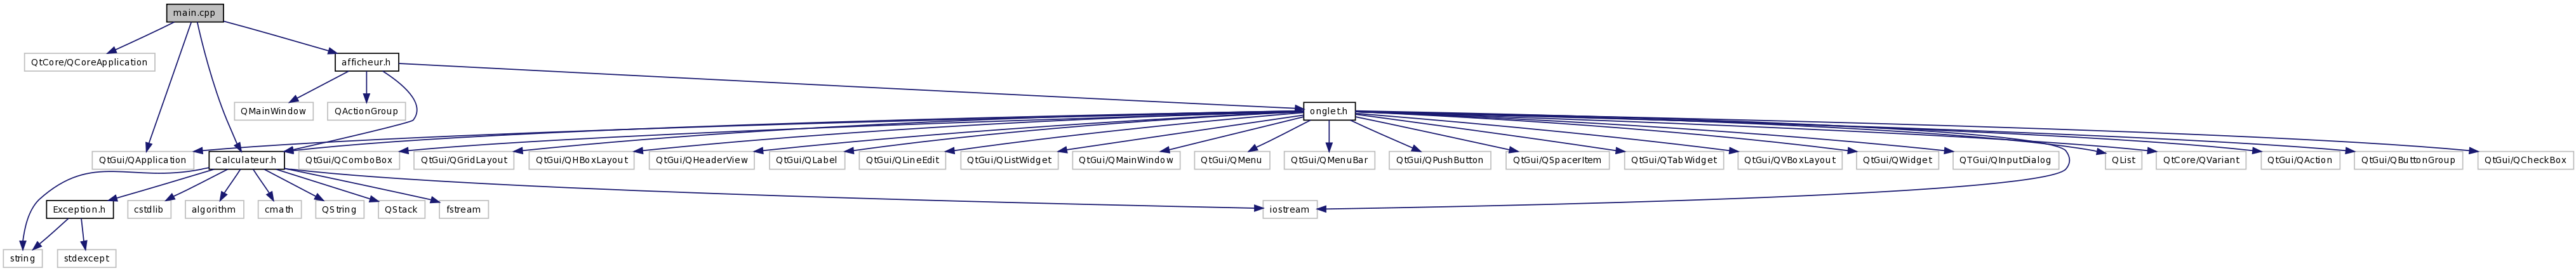 main.cpp
QtCore/QCoreApplication
afficheur.h
QMainWindow
QActionGroup
onglet.h
QtGui/QApplication
Calculateur.h
QtGui/QComboBox
QtGui/QGridLayout
QtGui/QHBoxLayout
QtGui/QHeaderView
QtGui/QLabel
QtGui/QLineEdit
QtGui/QListWidget
QtGui/QMainWindow
QtGui/QMenu
QtGui/QMenuBar
QtGui/QPushButton
QtGui/QSpacerItem
QtGui/QTabWidget
QtGui/QVBoxLayout
QtGui/QWidget
QTGui/QInputDialog
QList
QtCore/QVariant
QtGui/QAction
QtGui/QButtonGroup
QtGui/QCheckBox
Exception.h
cstdlib
algorithm
cmath
QString
QStack
fstream
iostream
string
stdexcept